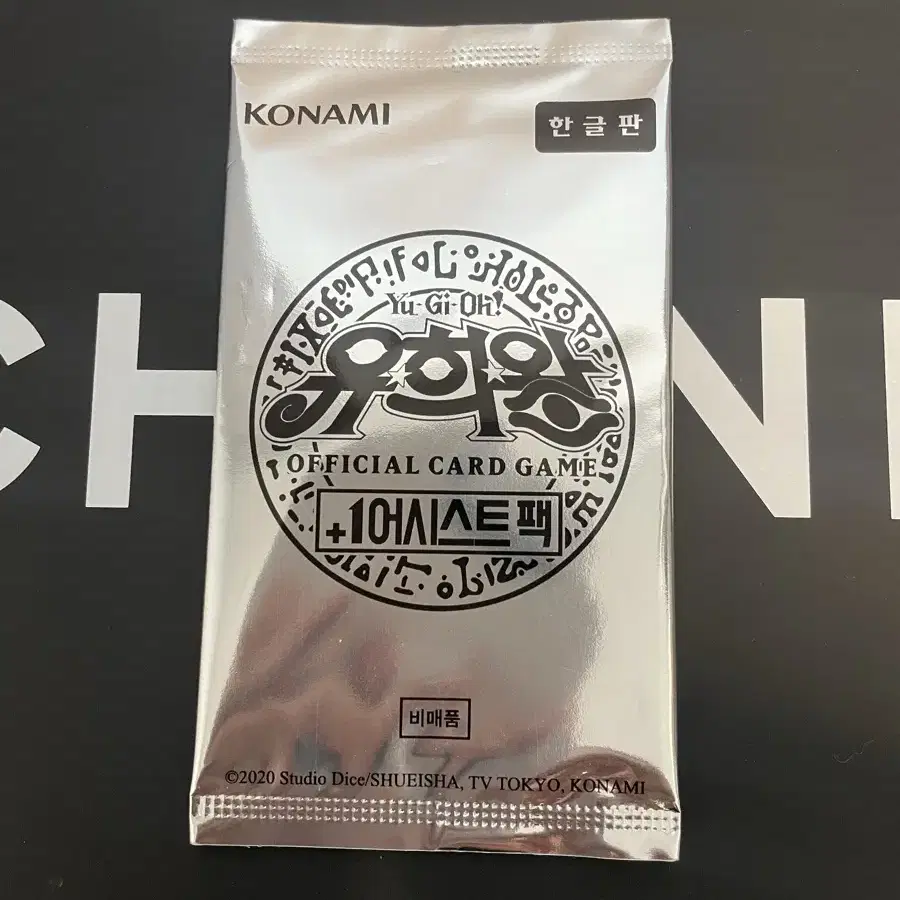 KONAMI
한글판
Yu-Gi-Oh!
유희왕
OFFICIAL CARD GAME
+1어시스트 팩
비매품
©2020 Studio Dice/SHUEISHA, TV TOKYO, KONAMI
CH
N